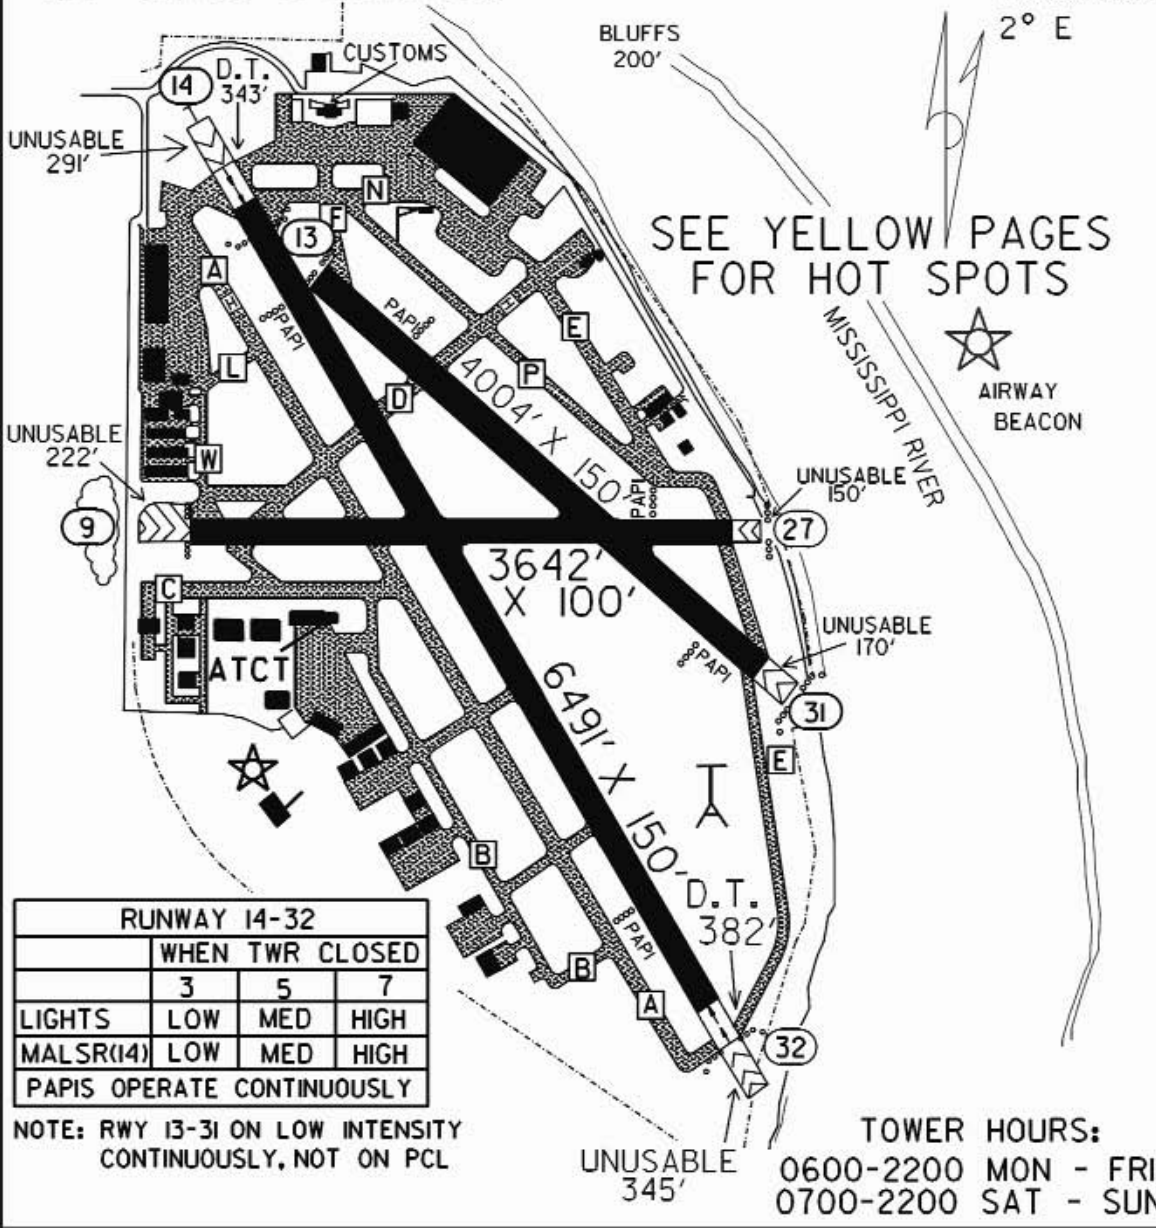 2° E
BLUFFS
200'
CUSTOMS
14
D.T.
343'
UNUSABLE
291'
N
F
13
SEE YELLOW PAGES
FOR HOT SPOTS
A
H
H
PAPI
PAPI
E
MISSISSIPPI RIVER
AIRWAY
BEACON
L
D
P
4004' X 150'
UNUSABLE
222'
W
PAPI
UNUSABLE
150'
9
27
3642'
X 100'
C
ATCT
UNUSABLE
170'
PAPI
31
6491' X 150'
E
B
D.T.
382'
PAPI
B
A
32
RUNWAY 14-32
WHEN TWR CLOSED
3 5 7
LIGHTS LOW MED HIGH
MALSR(14) LOW MED HIGH
PAPIS OPERATE CONTINUOUSLY
NOTE: RWY 13-31 ON LOW INTENSITY
CONTINUOUSLY, NOT ON PCL
UNUSABLE
345'
TOWER HOURS:
0600-2200 MON - FRI
0700-2200 SAT - SUN